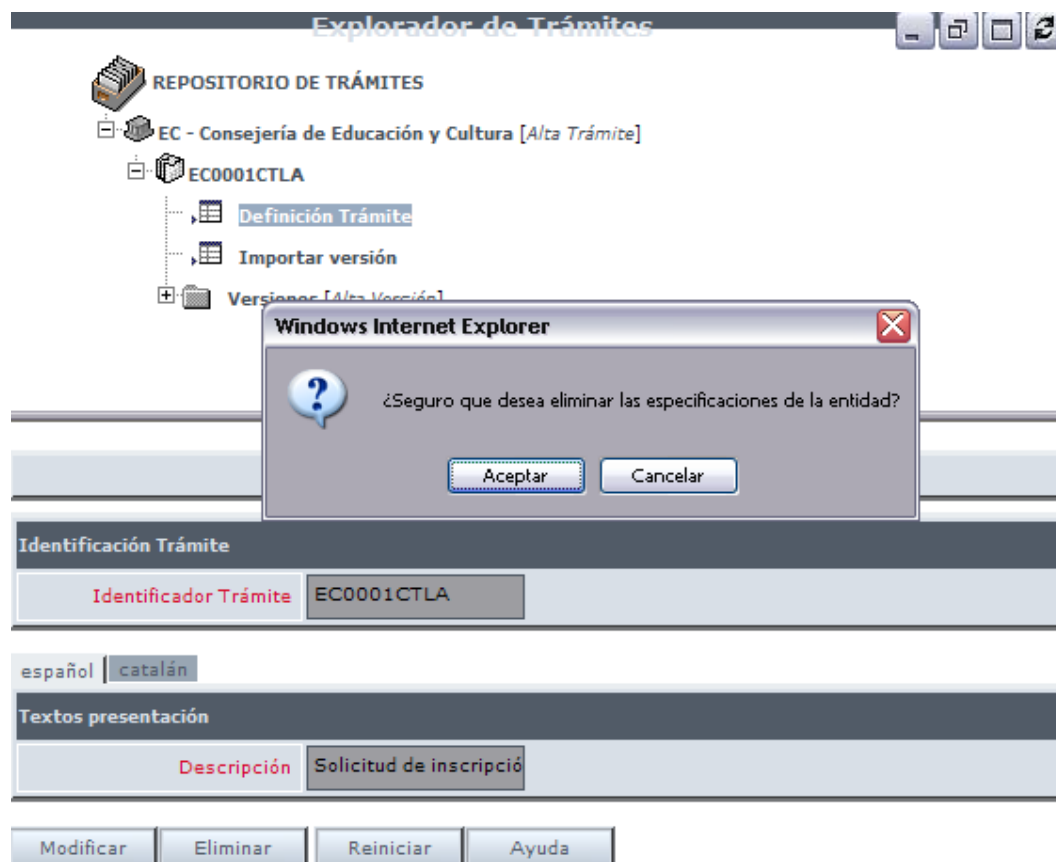 Explorador de Trámites
REPOSITORIO DE TRÁMITES
EC - Consejería de Educación y Cultura [Alta Trámite]
EC0001CTLA
Definición Trámite
Importar versión
Versiones [Alta Versión]
Windows Internet Explorer
¿Seguro que desea eliminar las especificaciones de la entidad?
Aceptar Cancelar
Identificación Trámite
Identificador Trámite EC0001CTLA
español catalán
Textos presentación
Descripción Solicitud de inscripció
Modificar Eliminar Reiniciar Ayuda